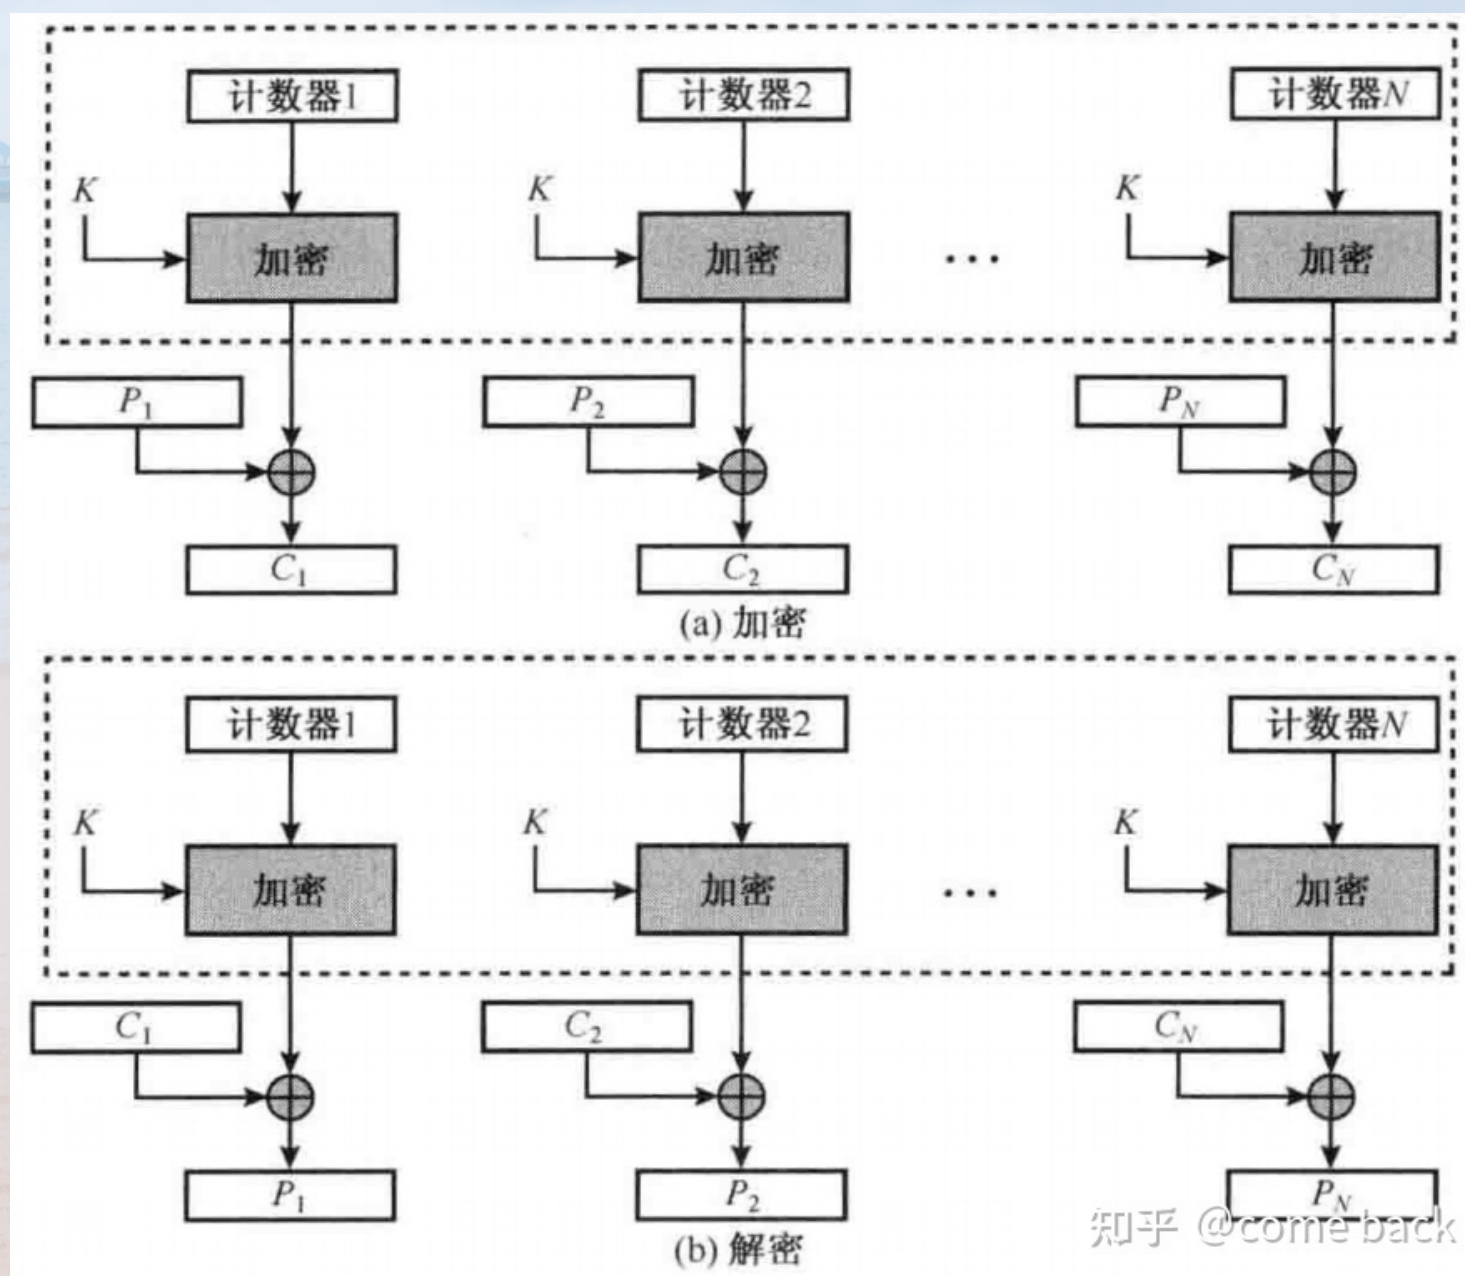 计数器1 计数器2 计数器N
K K K
加密 加密 ... 加密
P1 P2 PN
C1 C2 CN
(a) 加密
计数器1 计数器2 计数器N
K K K
加密 加密 ... 加密
C1 C2 CN
P1 P2 PN
(b) 解密
知乎 @come back